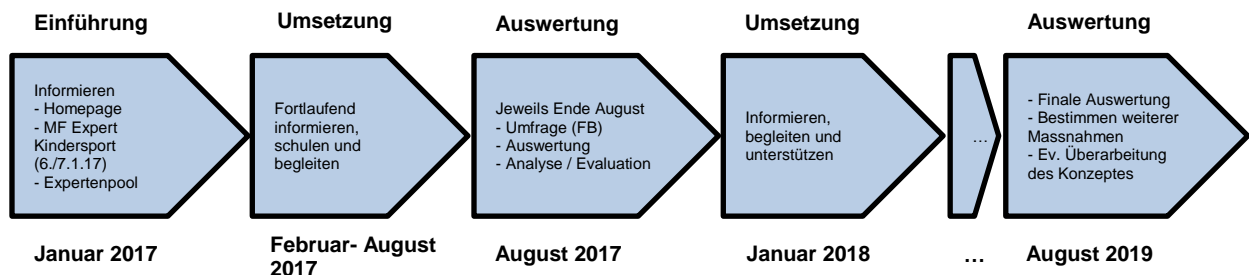 Einführung
Umsetzung
Auswertung
Umsetzung
Auswertung
Informieren
- Homepage
- MF Expert
Kindersport
(6./7.1.17)
- Expertenpool
Fortlaufend
informieren,
schulen und
begleiten
Jeweils Ende August
- Umfrage (FB)
- Auswertung
- Analyse / Evaluation
Informieren,
begleiten und
unterstützen
...
- Finale Auswertung
- Bestimmen weiterer
Massnahmen
- Ev. Überarbeitung
des Konzeptes
Januar 2017
Februar- August
2017
August 2017
Januar 2018
...
August 2019